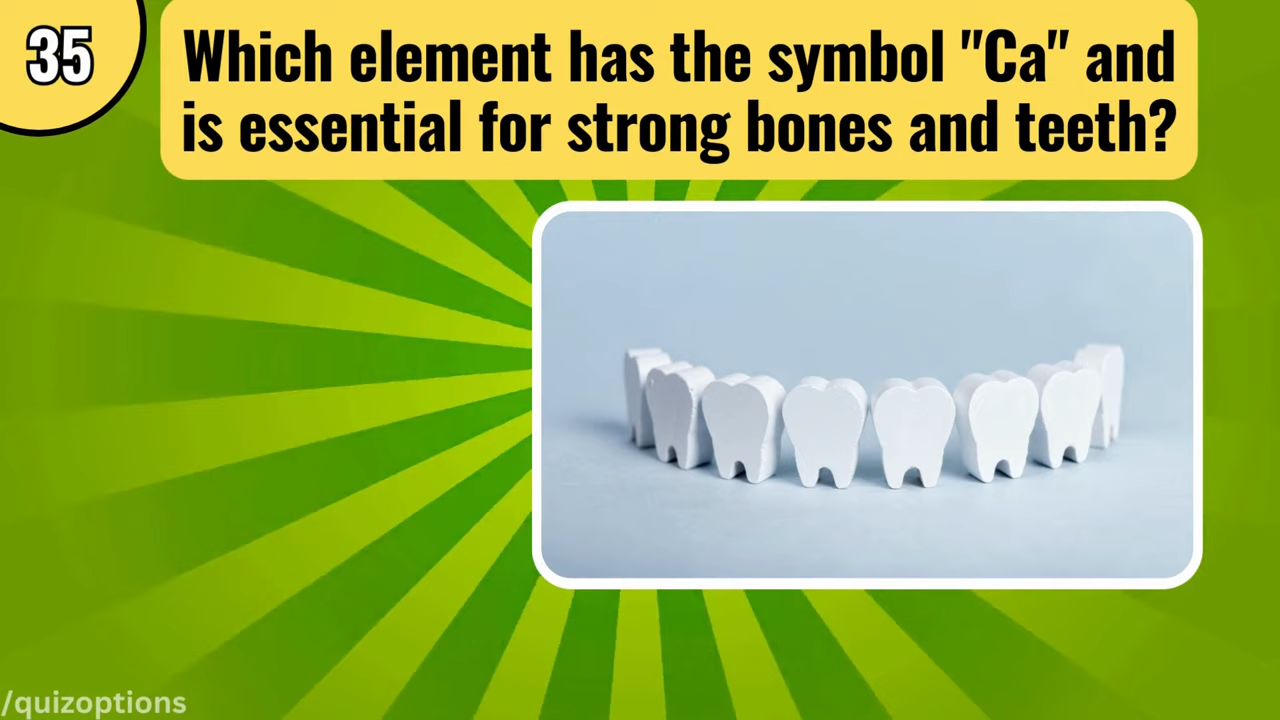 35
Which element has the symbol "Ca" and
is essential for strong bones and teeth?
/quizoptions